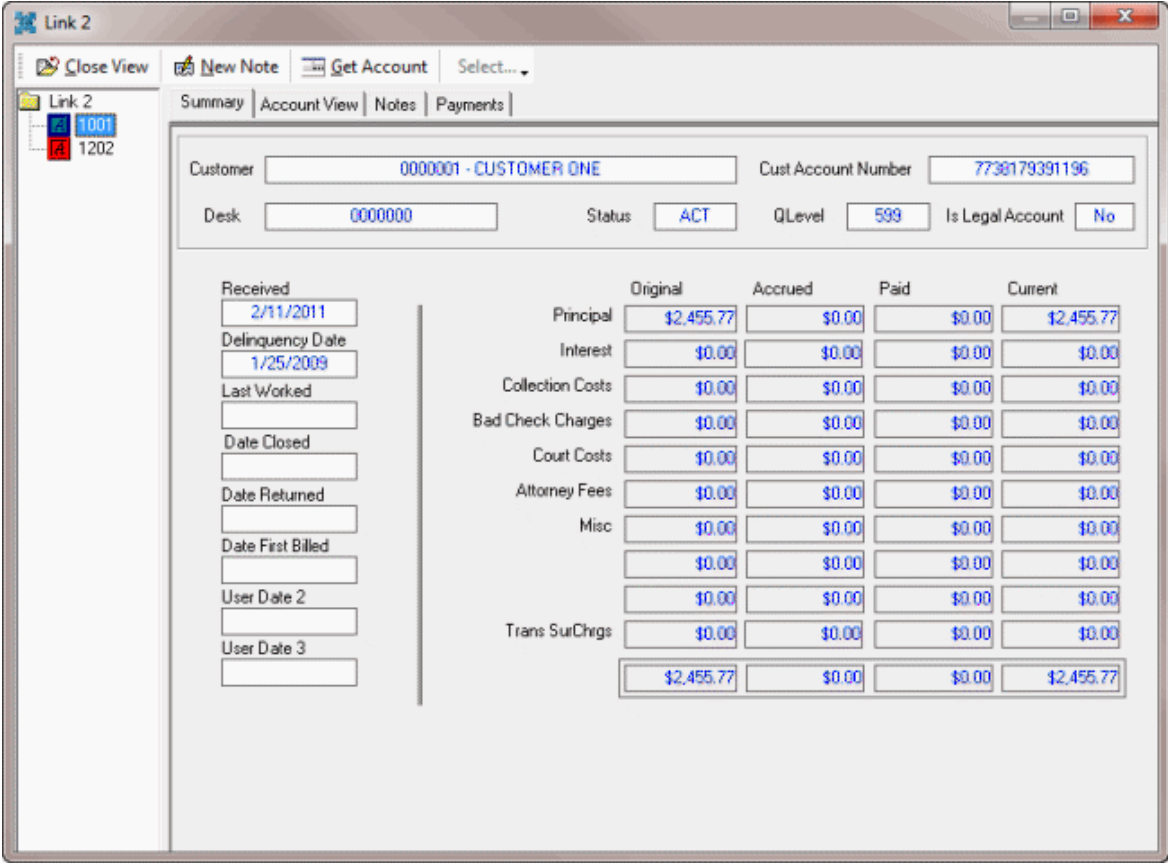 Link 2
Close View New Note Get Account Select...
Link 2
1001
1202
Summary Account View Notes Payments
Customer 0000001 - CUSTOMER ONE Cust Account Number 7738179391196
Desk 0000000 Status ACT QLevel 599 Is Legal Account No
Received
2/11/2011
Delinquency Date
1/25/2009
Last Worked
Date Closed
Date Returned
Date First Billed
User Date 2
User Date 3
Original Accrued Paid Current
Principal $2,455.77 $0.00 $0.00 $2,455.77
Interest $0.00 $0.00 $0.00 $0.00
Collection Costs $0.00 $0.00 $0.00 $0.00
Bad Check Charges $0.00 $0.00 $0.00 $0.00
Court Costs $0.00 $0.00 $0.00 $0.00
Attorney Fees $0.00 $0.00 $0.00 $0.00
Misc $0.00 $0.00 $0.00 $0.00
$0.00 $0.00 $0.00 $0.00
$0.00 $0.00 $0.00 $0.00
Trans SurChrgs $0.00 $0.00 $0.00 $0.00
$2,455.77 $0.00 $0.00 $2,455.77